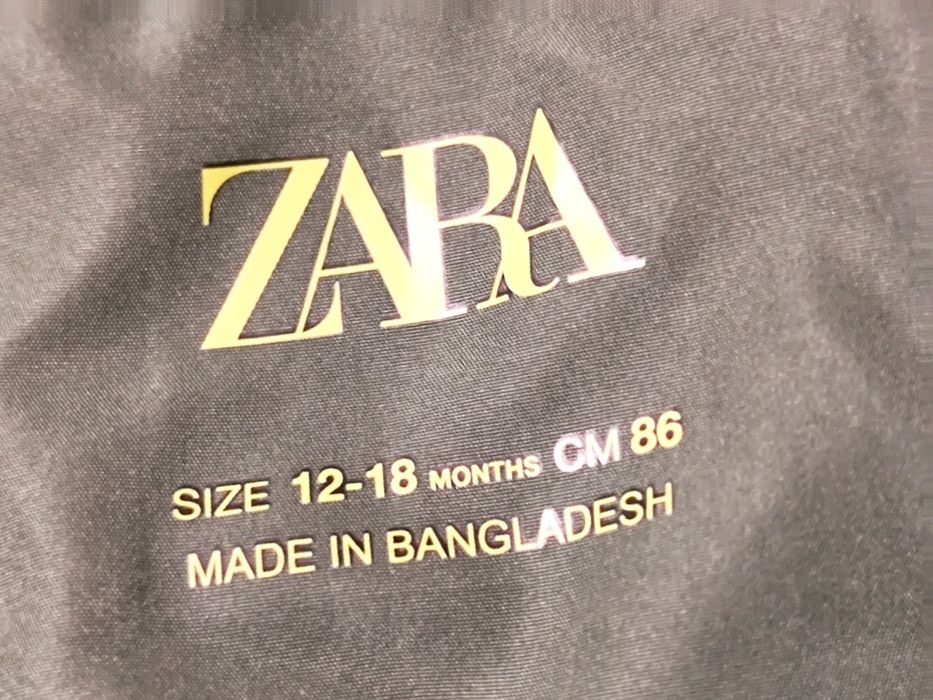 ZARA
SIZE 12-18 MONTHS CM 86
MADE IN BANGLADESH